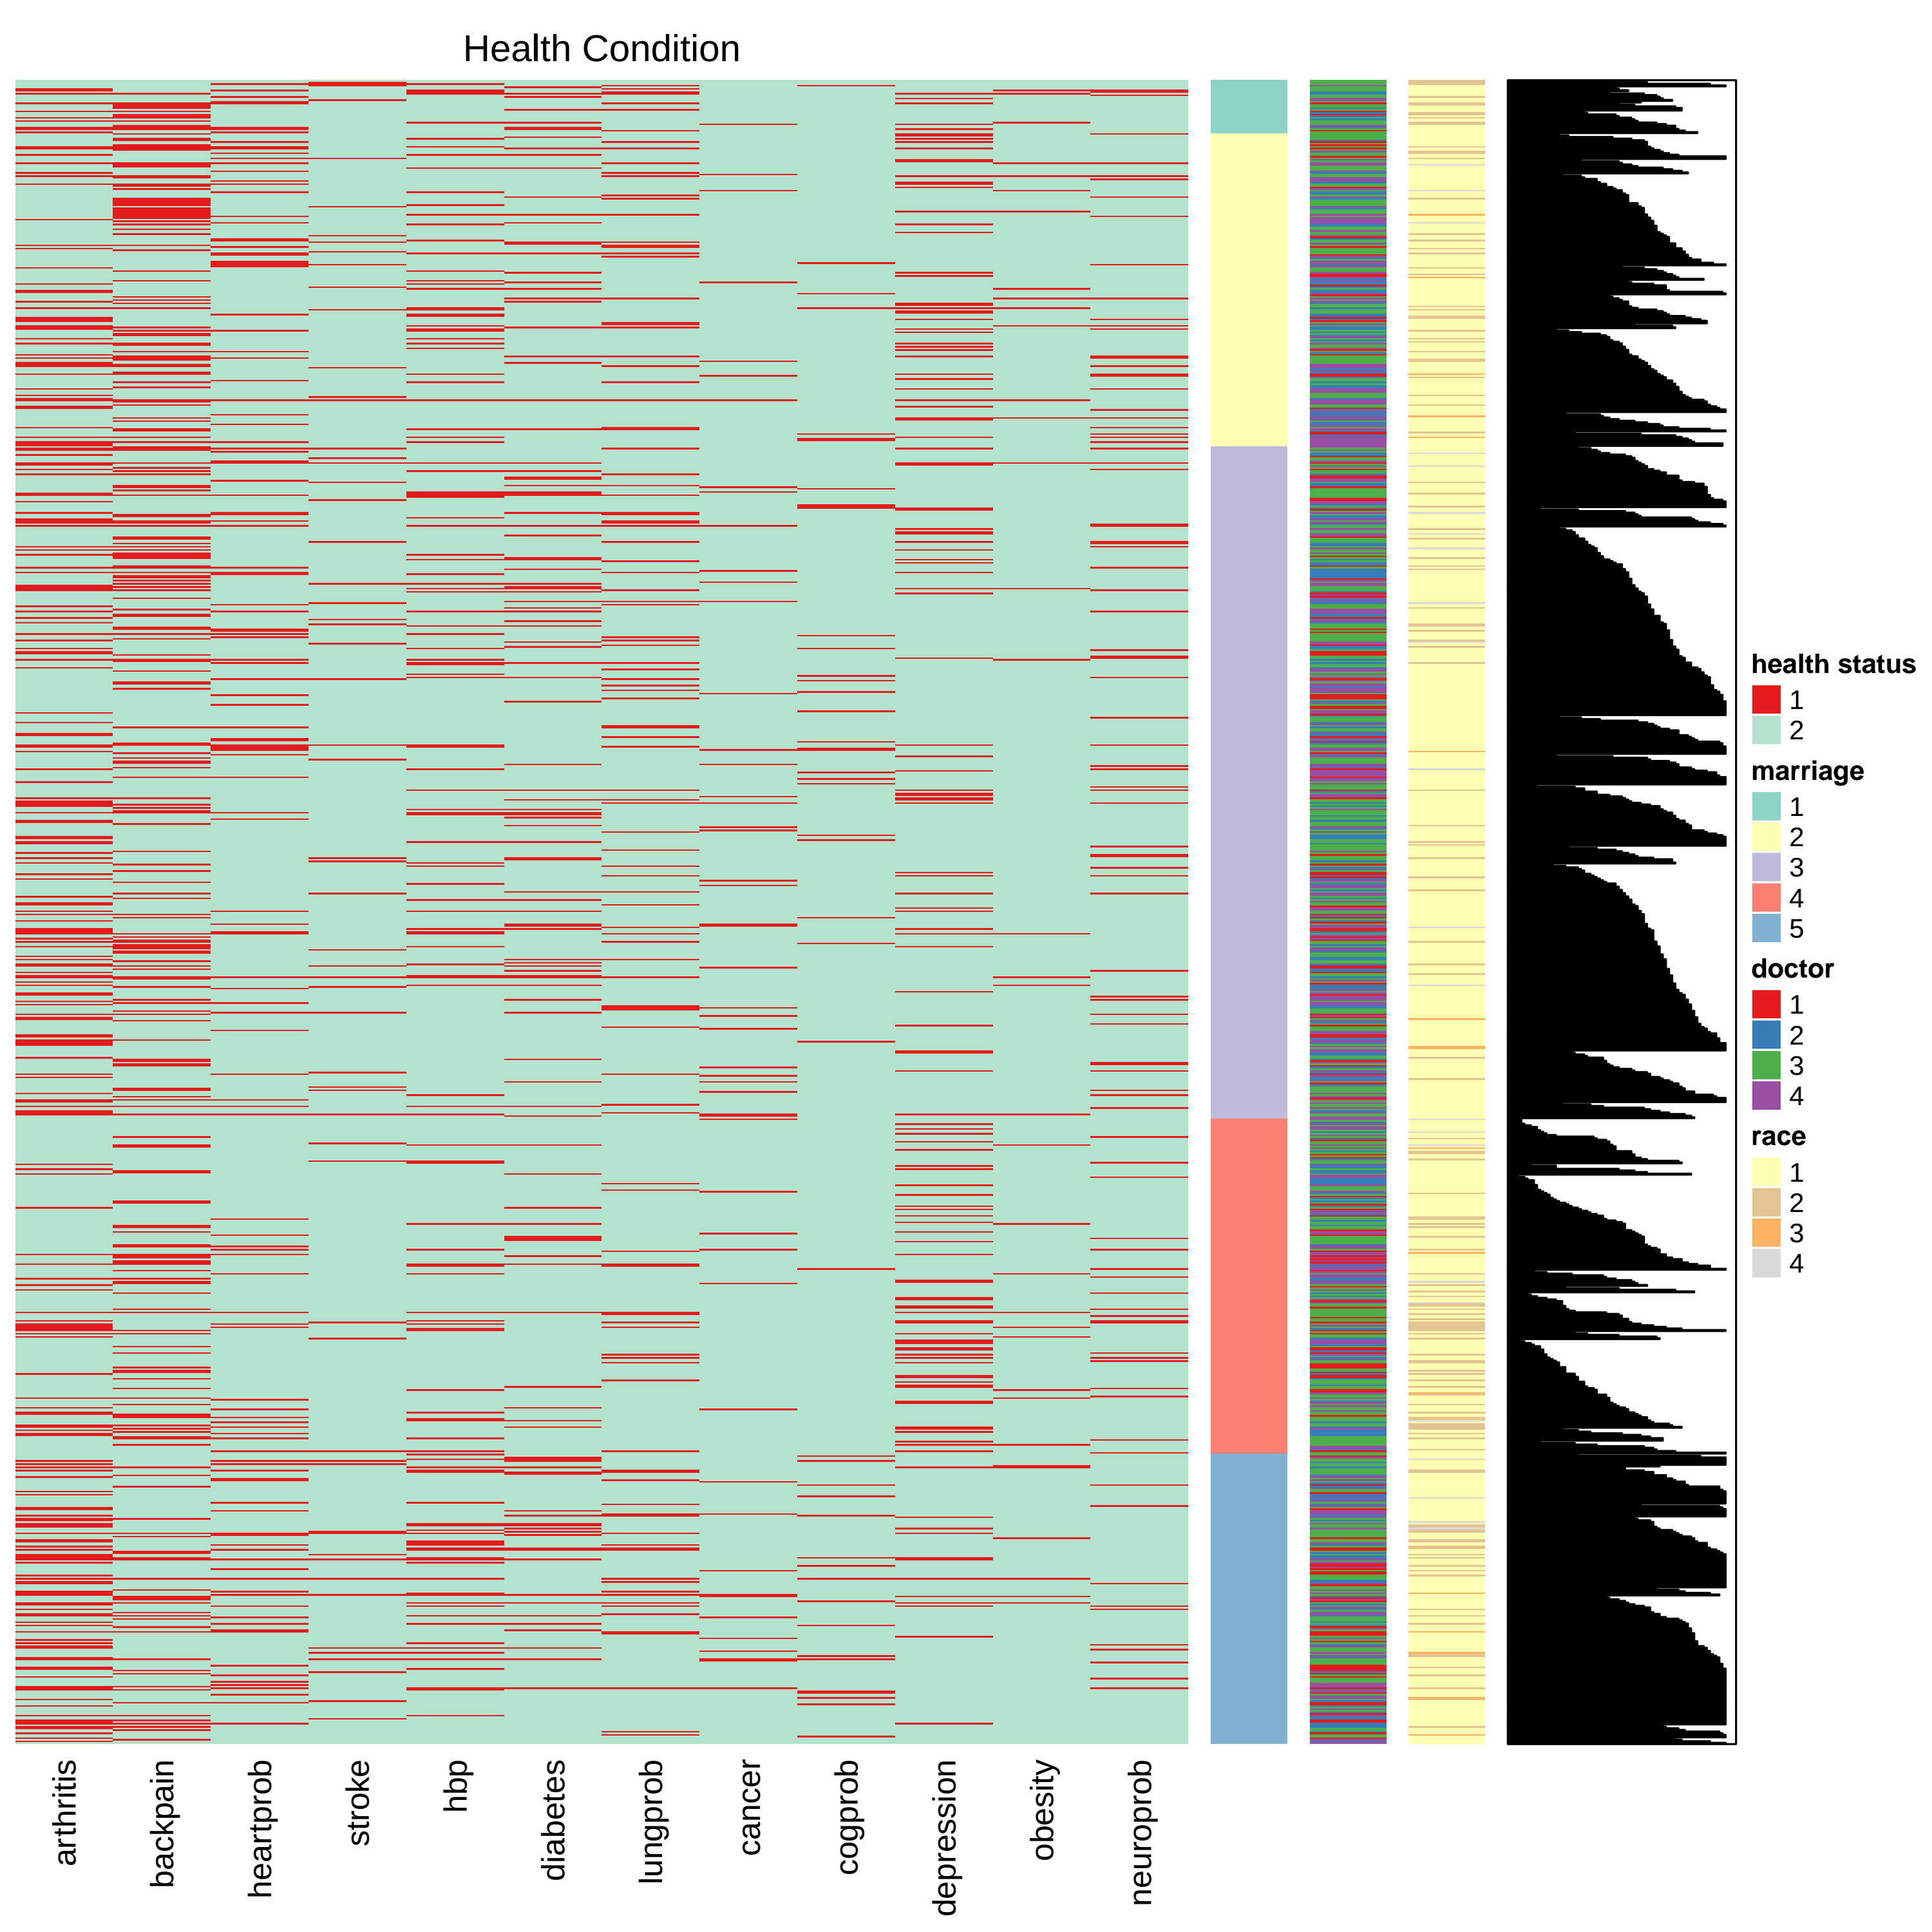 Health Condition
health status
1
2
marriage
1
2
3
4
5
doctor
1
2
3
4
race
1
2
3
4
arthritis
backpain
heartprob
stroke
hbp
diabetes
lungprob
cancer
cogprob
depression
obesity
neuroprob